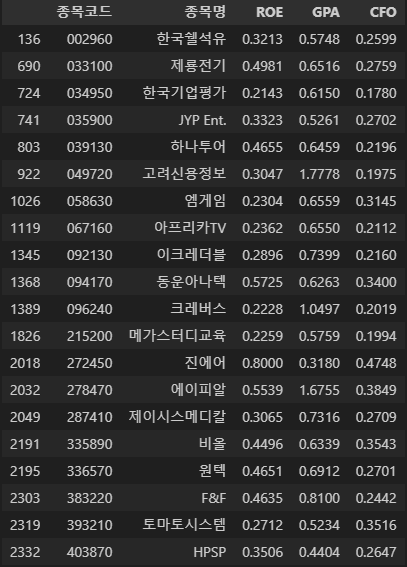 종목코드 종목명 ROE GPA CFO
136 002960 한국쉘석유 0.3213 0.5748 0.2599
690 033100 제룡전기 0.4981 0.6516 0.2759
724 034950 한국기업평가 0.2143 0.6150 0.1780
741 035900 JYP Ent. 0.3323 0.5261 0.2702
803 039130 하나투어 0.4655 0.6459 0.2196
922 049720 고려신용정보 0.3047 1.7778 0.1975
1026 058630 엠게임 0.2304 0.6559 0.3145
1119 067160 아프리카TV 0.2362 0.6550 0.2112
1345 092130 이크레더블 0.2896 0.7399 0.2160
1368 094170 동운아나텍 0.5725 0.6263 0.3400
1389 096240 크레버스 0.2228 1.0497 0.2019
1826 215200 메가스터디교육 0.2259 0.5759 0.1994
2018 272450 진에어 0.8000 0.3180 0.4748
2032 278470 에이피알 0.5539 1.6755 0.3849
2049 287410 제이시스메디칼 0.3065 0.7316 0.2709
2191 335890 비올 0.4496 0.6339 0.3543
2195 336570 원텍 0.4651 0.6912 0.2701
2303 383220 F&F 0.4635 0.8100 0.2442
2319 393210 토마토시스템 0.2712 0.5234 0.3516
2332 403870 HPSP 0.3506 0.4404 0.2647